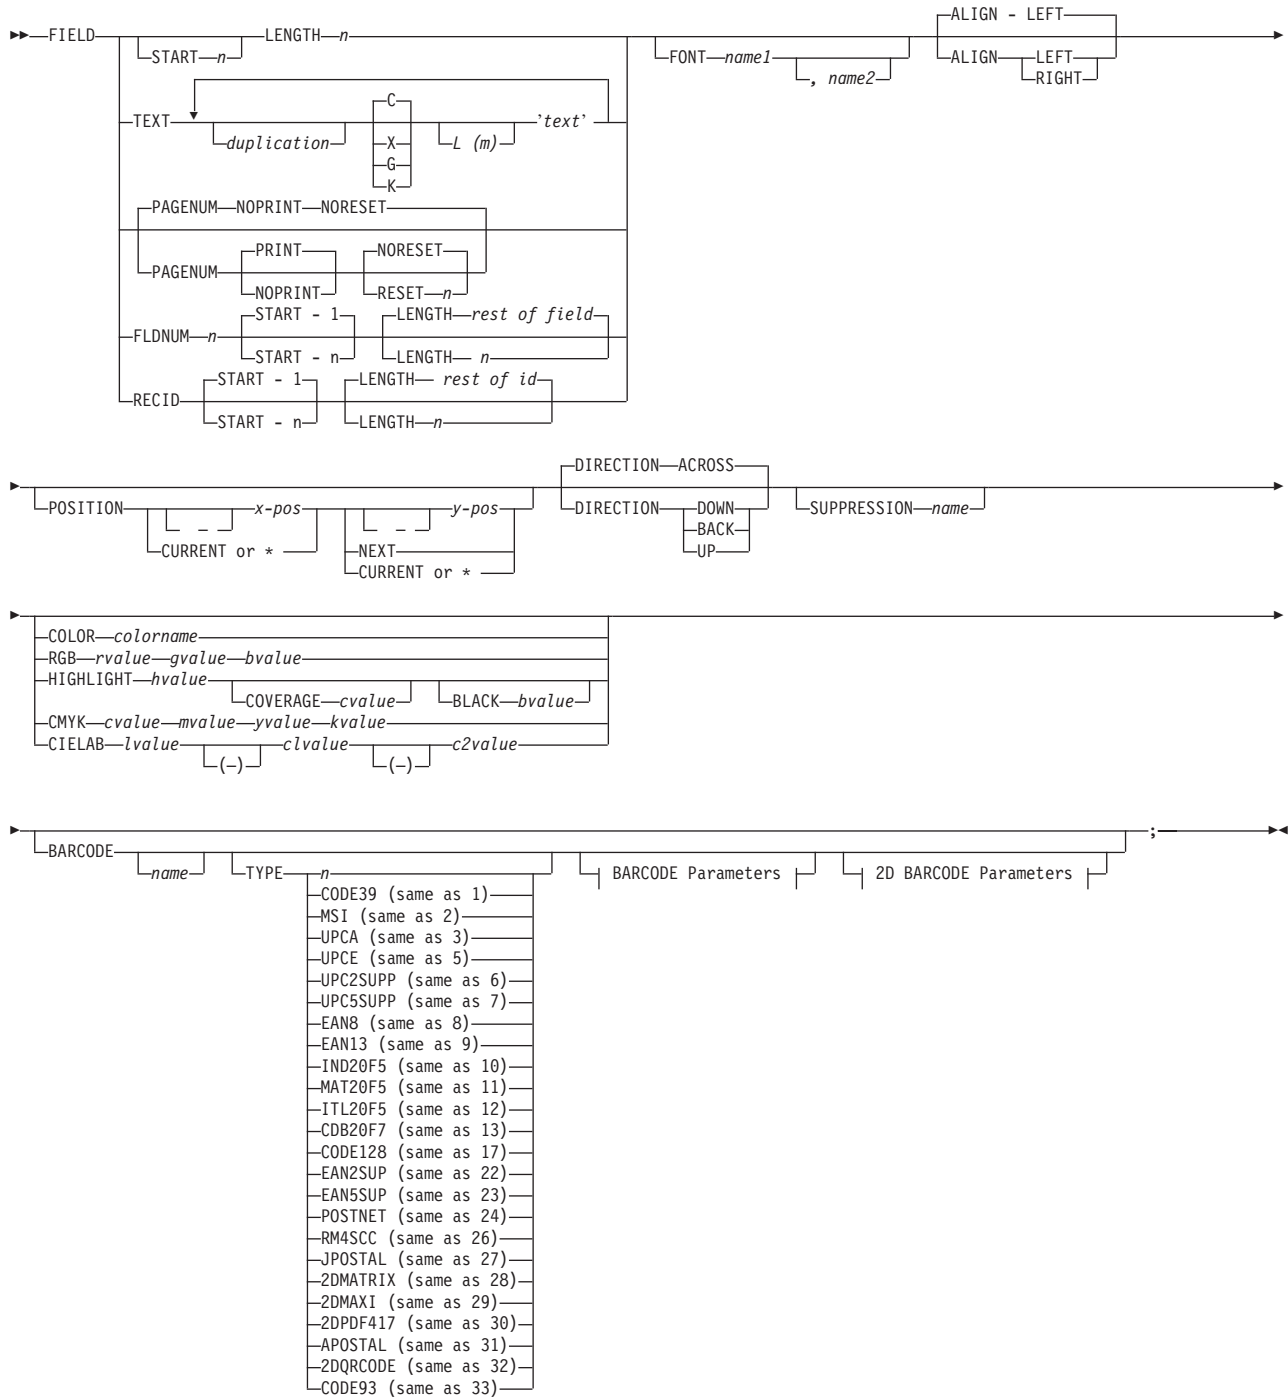 ALIGN - LEFT
FIELD LENGTH n
START n FONT name1 ALIGN LEFT
, name2 RIGHT
C
TEXT 'text'
duplication X L (m)
G
K
PAGENUM NOPRINT NORESET
PRINT NORESET
PAGENUM
NOPRINT RESET n
START - 1 LENGTH rest of field
FLDNUM n
START - n LENGTH n
START - 1 LENGTH rest of id
RECID
START - n LENGTH n
DIRECTION ACROSS
POSITION - x-pos - y-pos DIRECTION DOWN SUPPRESSION name
BACK
CURRENT or * NEXT UP
CURRENT or *
COLOR colorname
RGB rvalue gvalue bvalue
HIGHLIGHT hvalue
COVERAGE cvalue BLACK bvalue
CMYK cvalue mvalue yvalue kvalue
CIELAB lvalue c1value c2value
(-) (-)
;
BARCODE
name TYPE n BARCODE Parameters 2D BARCODE Parameters
CODE39 (same as 1)
MSI (same as 2)
UPCA (same as 3)
UPCE (same as 5)
UPC2SUPP (same as 6)
UPC5SUPP (same as 7)
EAN8 (same as 8)
EAN13 (same as 9)
IND2OF5 (same as 10)
MAT2OF5 (same as 11)
ITL2OF5 (same as 12)
CDB2OF7 (same as 13)
CODE128 (same as 17)
EAN2SUP (same as 22)
EAN5SUP (same as 23)
POSTNET (same as 24)
RM4SCC (same as 26)
JPOSTAL (same as 27)
2DMATRIX (same as 28)
2DMAXI (same as 29)
2DPDF417 (same as 30)
APOSTAL (same as 31)
2DQRCODE (same as 32)
CODE93 (same as 33)